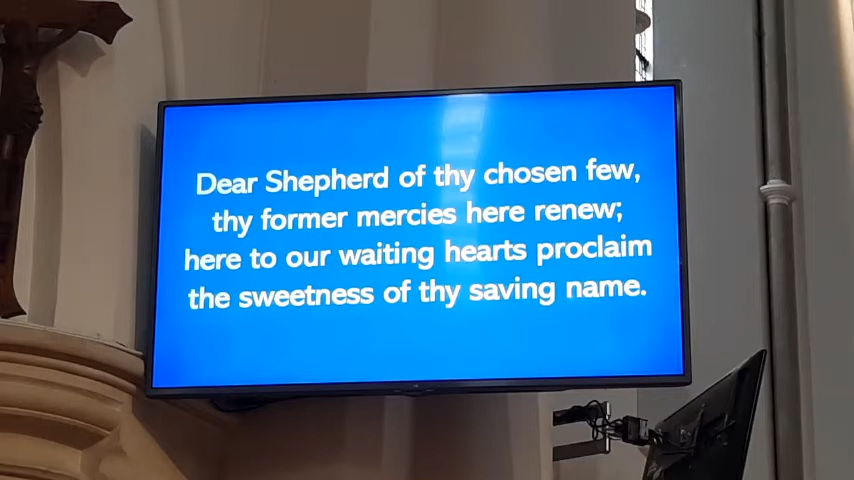 Dear Shepherd of thy chosen few,
thy former mercies here renew;
here to our waiting hearts proclaim
the sweetness of thy saving name.